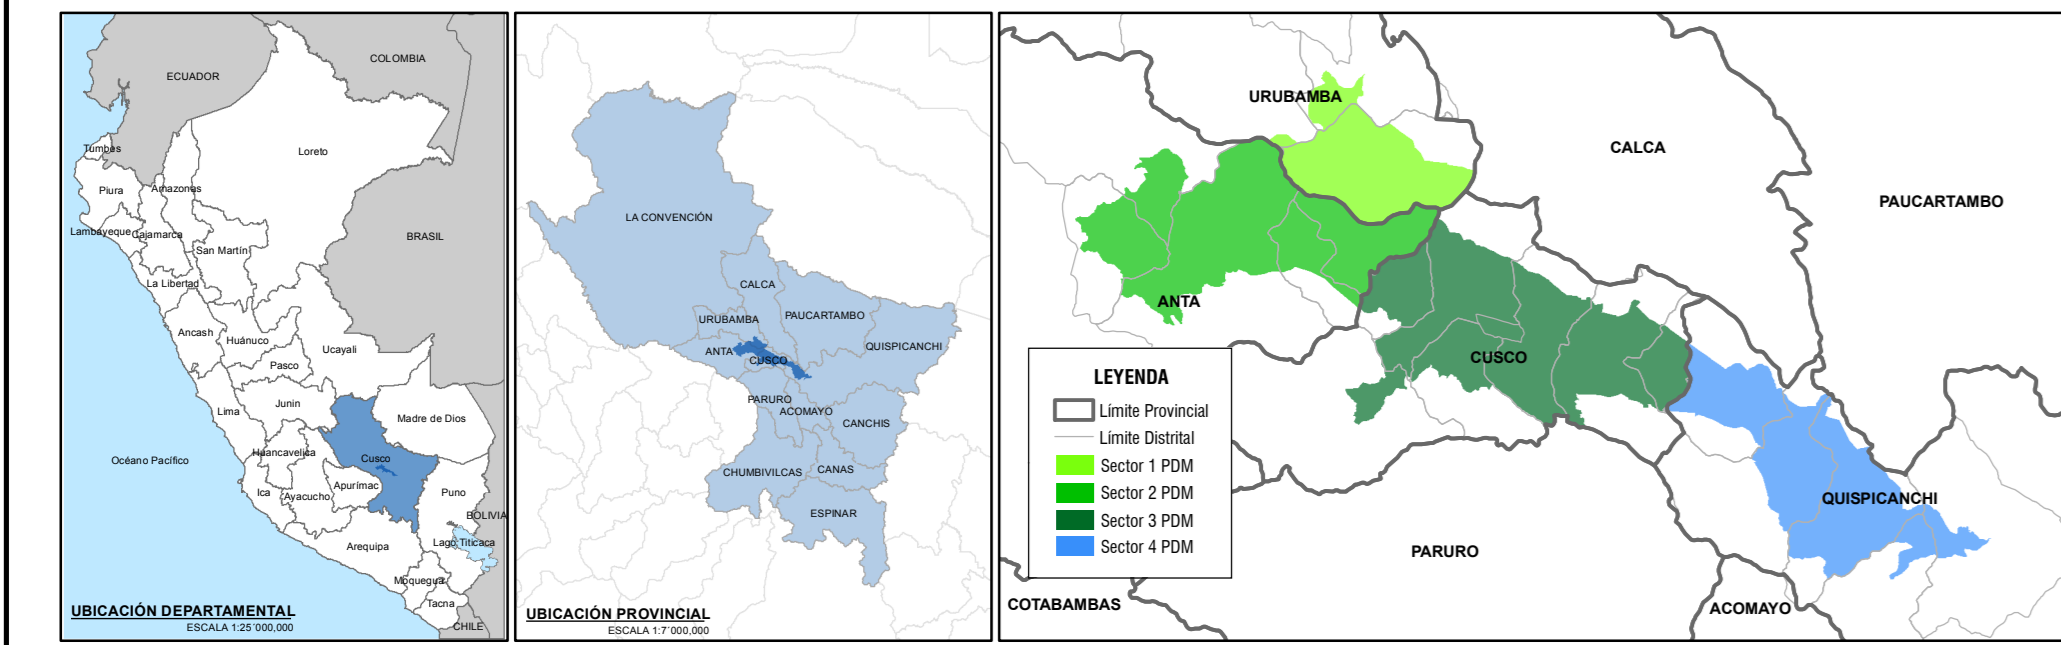 ECUADOR
COLOMBIA
Tumbes
Loreto
Piura
Amazonas
Lambayeque
Cajamarca
San Martín
BRASIL
La Libertad
Ancash
Huánuco
Ucayali
Pasco
Junin
Lima
Madre de Dios
Huancavelica
Cusco
Océano Pacífico
Ica
Ayacucho
Apurímac
Puno
BOLIVIA
Arequipa
Lago Titicaca
Moquegua
Tacna
CHILE
UBICACIÓN DEPARTAMENTAL
ESCALA 1:25´000,000
LA CONVENCIÓN
CALCA
URUBAMBA
PAUCARTAMBO
ANTA
CUSCO
QUISPICANCHI
PARURO
ACOMAYO
CANCHIS
CHUMBIVILCAS
CANAS
ESPINAR
UBICACIÓN PROVINCIAL
ESCALA 1:7´000,000
URUBAMBA
CALCA
PAUCARTAMBO
ANTA
CUSCO
QUISPICANCHI
PARURO
COTABAMBAS
ACOMAYO
LEYENDA
Límite Provincial
Límite Distrital
Sector 1 PDM
Sector 2 PDM
Sector 3 PDM
Sector 4 PDM